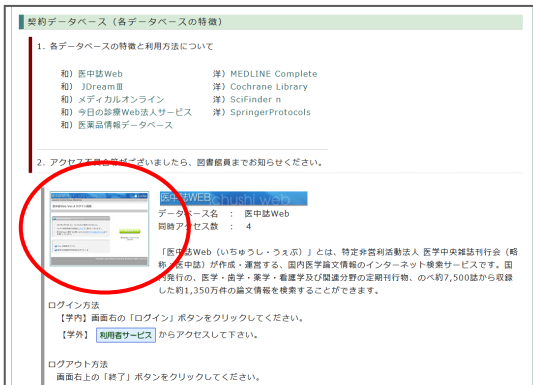 契約データベース（各データベースの特徴）
1. 各データベースの特徴と利用方法について
和）医中誌Web
洋）MEDLINE Complete
和） JDreamⅢ
洋）Cochrane Library
和）メディカルオンライン
洋）SciFinder n
和）今日の診療Web法人サービス
洋）SpringerProtocols
和）医薬品情報データベース
2. アクセス不具合等がございましたら、図書館員までお知らせください。
医中誌WEB chushi web
データベース名 ： 医中誌Web
同時アクセス数 ： 4
「医中誌Web（いちゅうし・うぇぶ）」とは、特定非営利活動法人 医学中央雑誌刊行会（略
称：医中誌）が作成・運営する、国内医学論文情報のインターネット検索サービスです。国
内発行の、医学・歯学・薬学・看護学及び関連分野の定期刊行物、のべ約7,500誌から収録
した約1,350万件の論文情報を検索することができます。
ログイン方法
【学内】画面右の「ログイン」ボタンをクリックしてください。
【学外】 利用者サービス からアクセスして下さい。
ログアウト方法
画面右上の「終了」ボタンをクリックしてください。